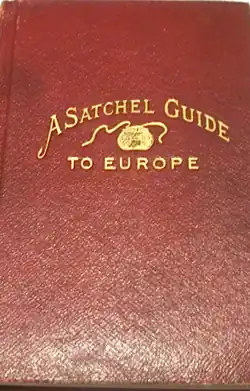 A SATCHEL GUIDE
TO EUROPE